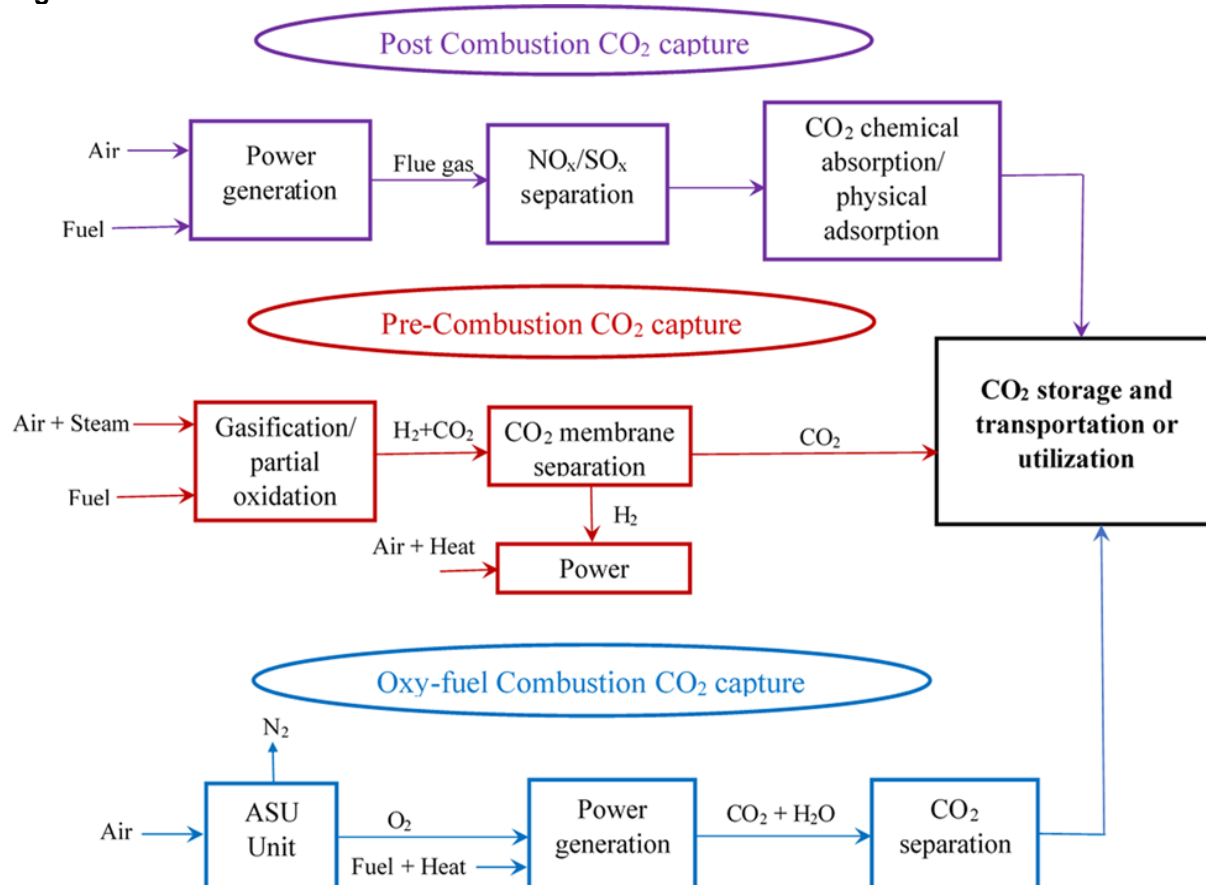 Post Combustion CO₂ capture
Air
Fuel
Power
generation
Flue gas
NOₓ/SOₓ
separation
CO₂ chemical
absorption/
physical
adsorption
Pre-Combustion CO₂ capture
Air + Steam
Fuel
Gasification/
partial
oxidation
H₂+CO₂
CO₂ membrane
separation
CO₂
H₂
Air + Heat
Power
CO₂ storage and
transportation or
utilization
Oxy-fuel Combustion CO₂ capture
N₂
Air
ASU
Unit
O₂
Fuel + Heat
Power
generation
CO₂ + H₂O
CO₂
separation